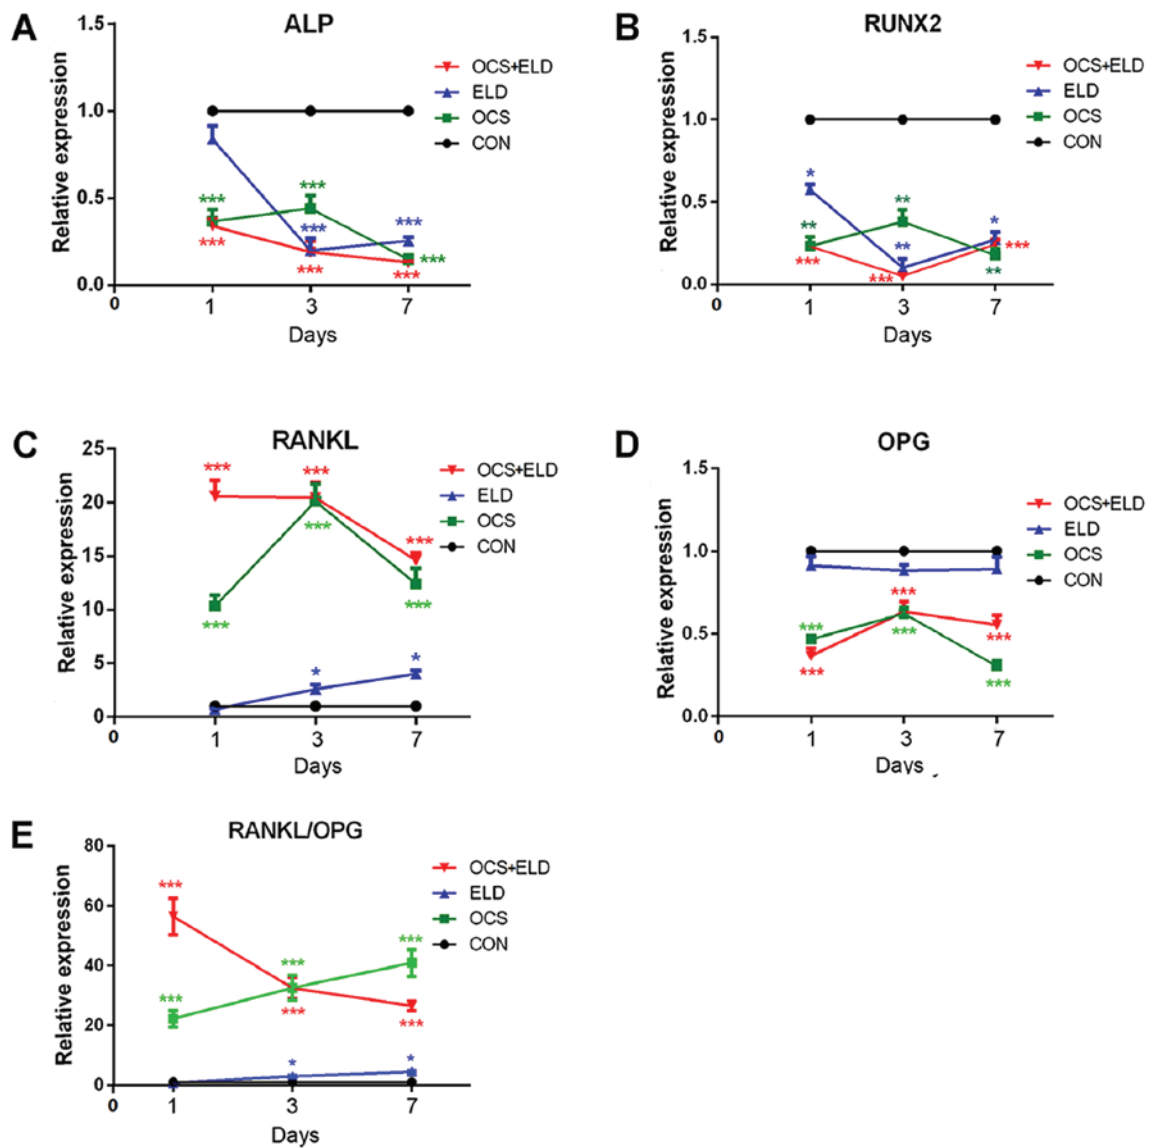 A
ALP
Relative expression
1.5
1.0
0.5
0.0
0
1
3
7
Days
OCS+ELD
ELD
OCS
CON
***
***
***
***
***
***
***
***
B
RUNX2
Relative expression
1.5
1.0
0.5
0.0
0
1
3
7
Days
OCS+ELD
ELD
OCS
CON
*
**
***
**
**
***
*
***
**
C
RANKL
Relative expression
25
20
15
10
5
0
0
1
3
7
Days
OCS+ELD
ELD
OCS
CON
***
***
***
***
*
***
***
*
D
OPG
Relative expression
1.5
1.0
0.5
0.0
0
1
3
7
Days
OCS+ELD
ELD
OCS
CON
***
***
***
***
***
***
E
RANKL/OPG
Relative expression
80
60
40
20
0
0
1
3
7
Days
OCS+ELD
ELD
OCS
CON
***
***
***
***
*
***
***
*